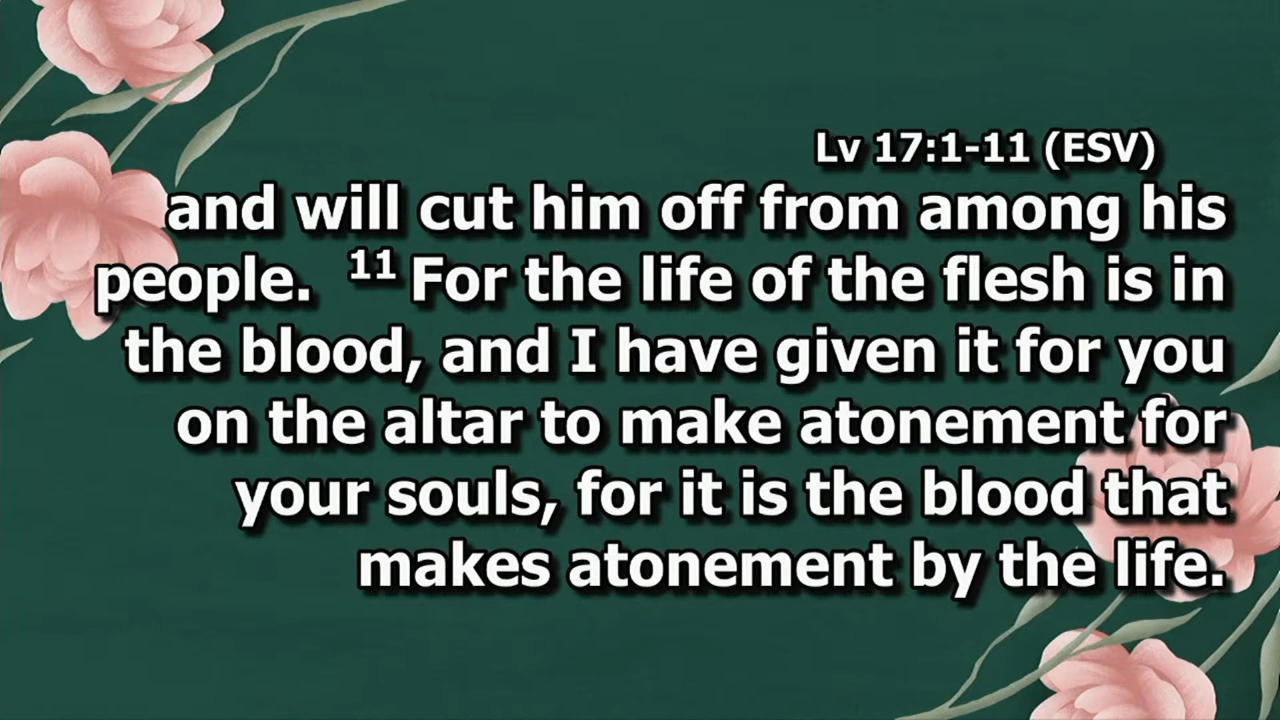 Lv 17:1-11 (ESV)
and will cut him off from among his
people. 11 For the life of the flesh is in
the blood, and I have given it for you
on the altar to make atonement for
your souls, for it is the blood that
makes atonement by the life.